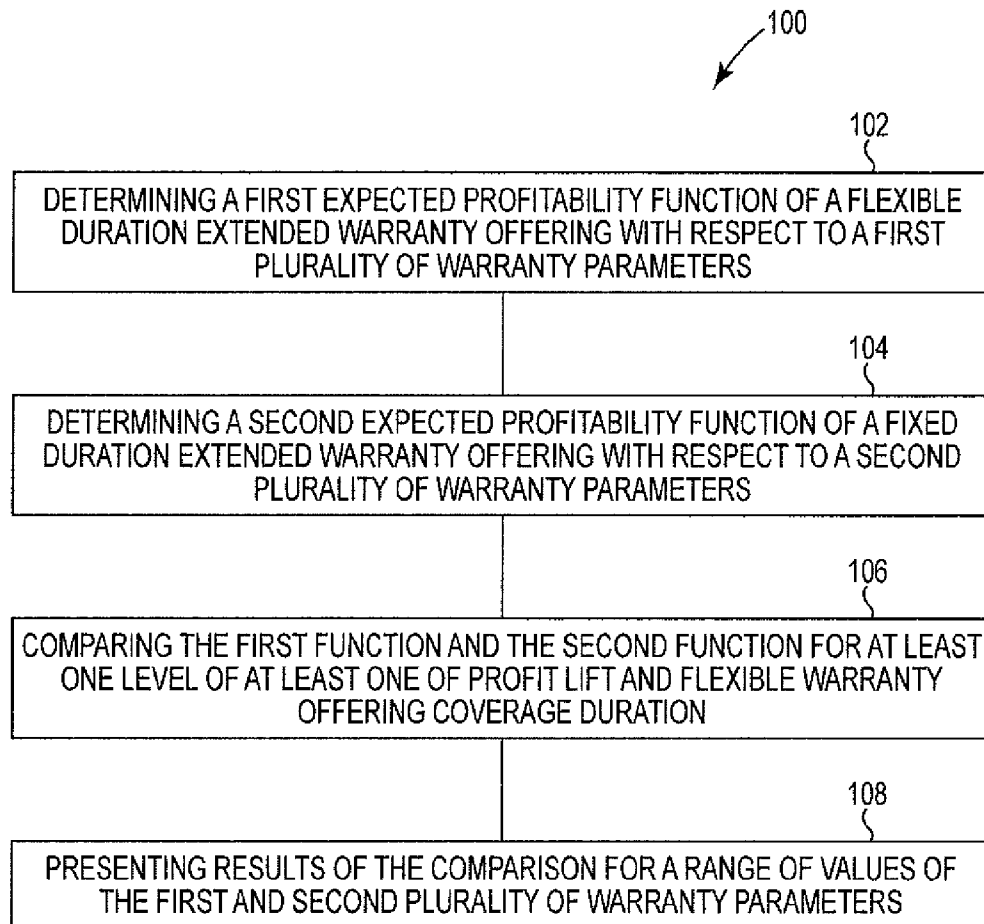 100
102
DETERMINING A FIRST EXPECTED PROFITABILITY FUNCTION OF A FLEXIBLE
DURATION EXTENDED WARRANTY OFFERING WITH RESPECT TO A FIRST
PLURALITY OF WARRANTY PARAMETERS
104
DETERMINING A SECOND EXPECTED PROFITABILITY FUNCTION OF A FIXED
DURATION EXTENDED WARRANTY OFFERING WITH RESPECT TO A SECOND
PLURALITY OF WARRANTY PARAMETERS
106
COMPARING THE FIRST FUNCTION AND THE SECOND FUNCTION FOR AT LEAST
ONE LEVEL OF AT LEAST ONE OF PROFIT LIFT AND FLEXIBLE WARRANTY
OFFERING COVERAGE DURATION
108
PRESENTING RESULTS OF THE COMPARISON FOR A RANGE OF VALUES OF
THE FIRST AND SECOND PLURALITY OF WARRANTY PARAMETERS